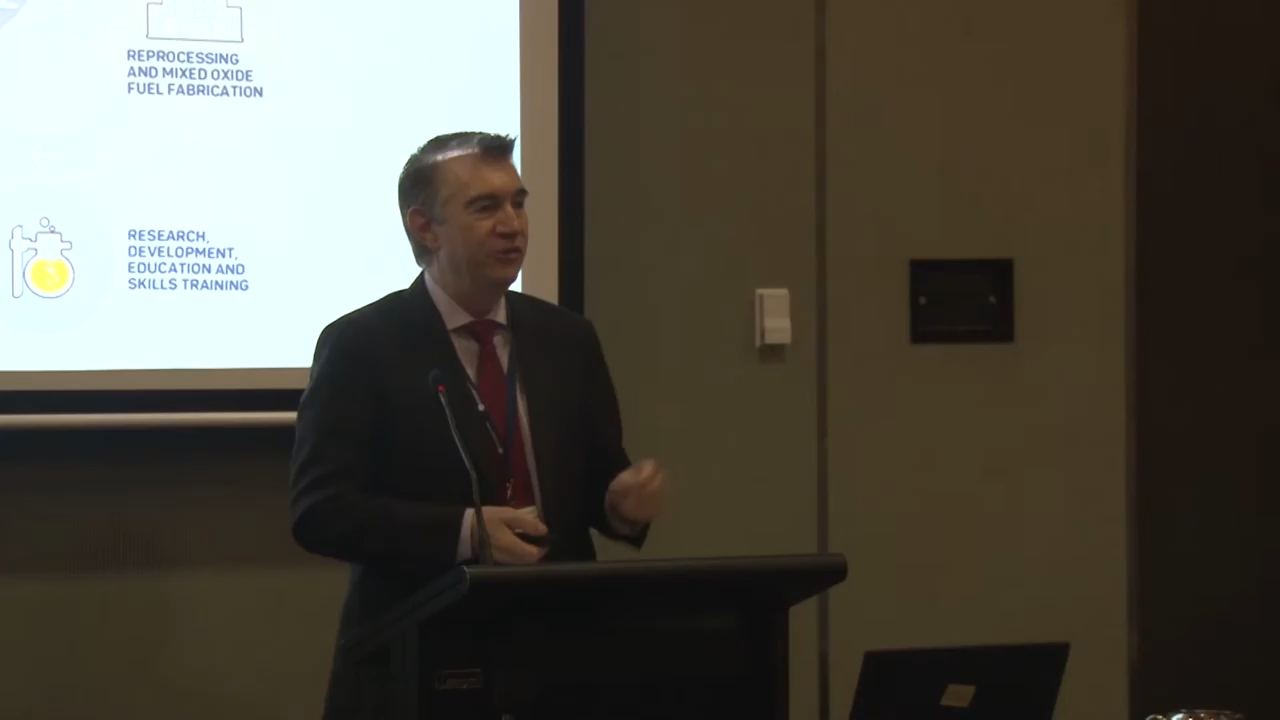 REPROCESSING
AND MIXED OXIDE
FUEL FABRICATION
RESEARCH,
DEVELOPMENT,
EDUCATION AND
SKILLS TRAINING